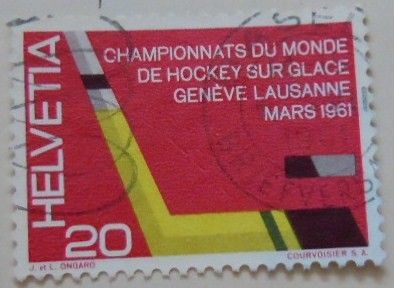 HELVETIA
CHAMPIONNATS DU MONDE
DE HOCKEY SUR GLACE
GENÈVE LAUSANNE
MARS 1961
20
J. et L. ONGARO
COURVOISIER S.A.